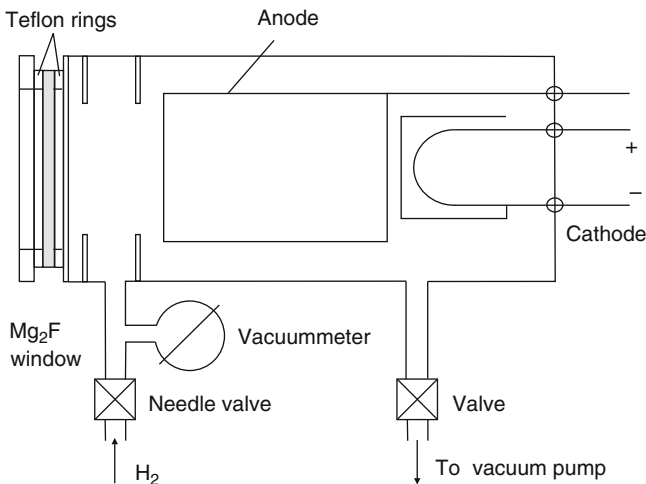 Teflon rings
Anode
+
−
Cathode
Mg₂F
window
Vacuummeter
Needle valve
Valve
H₂
To vacuum pump